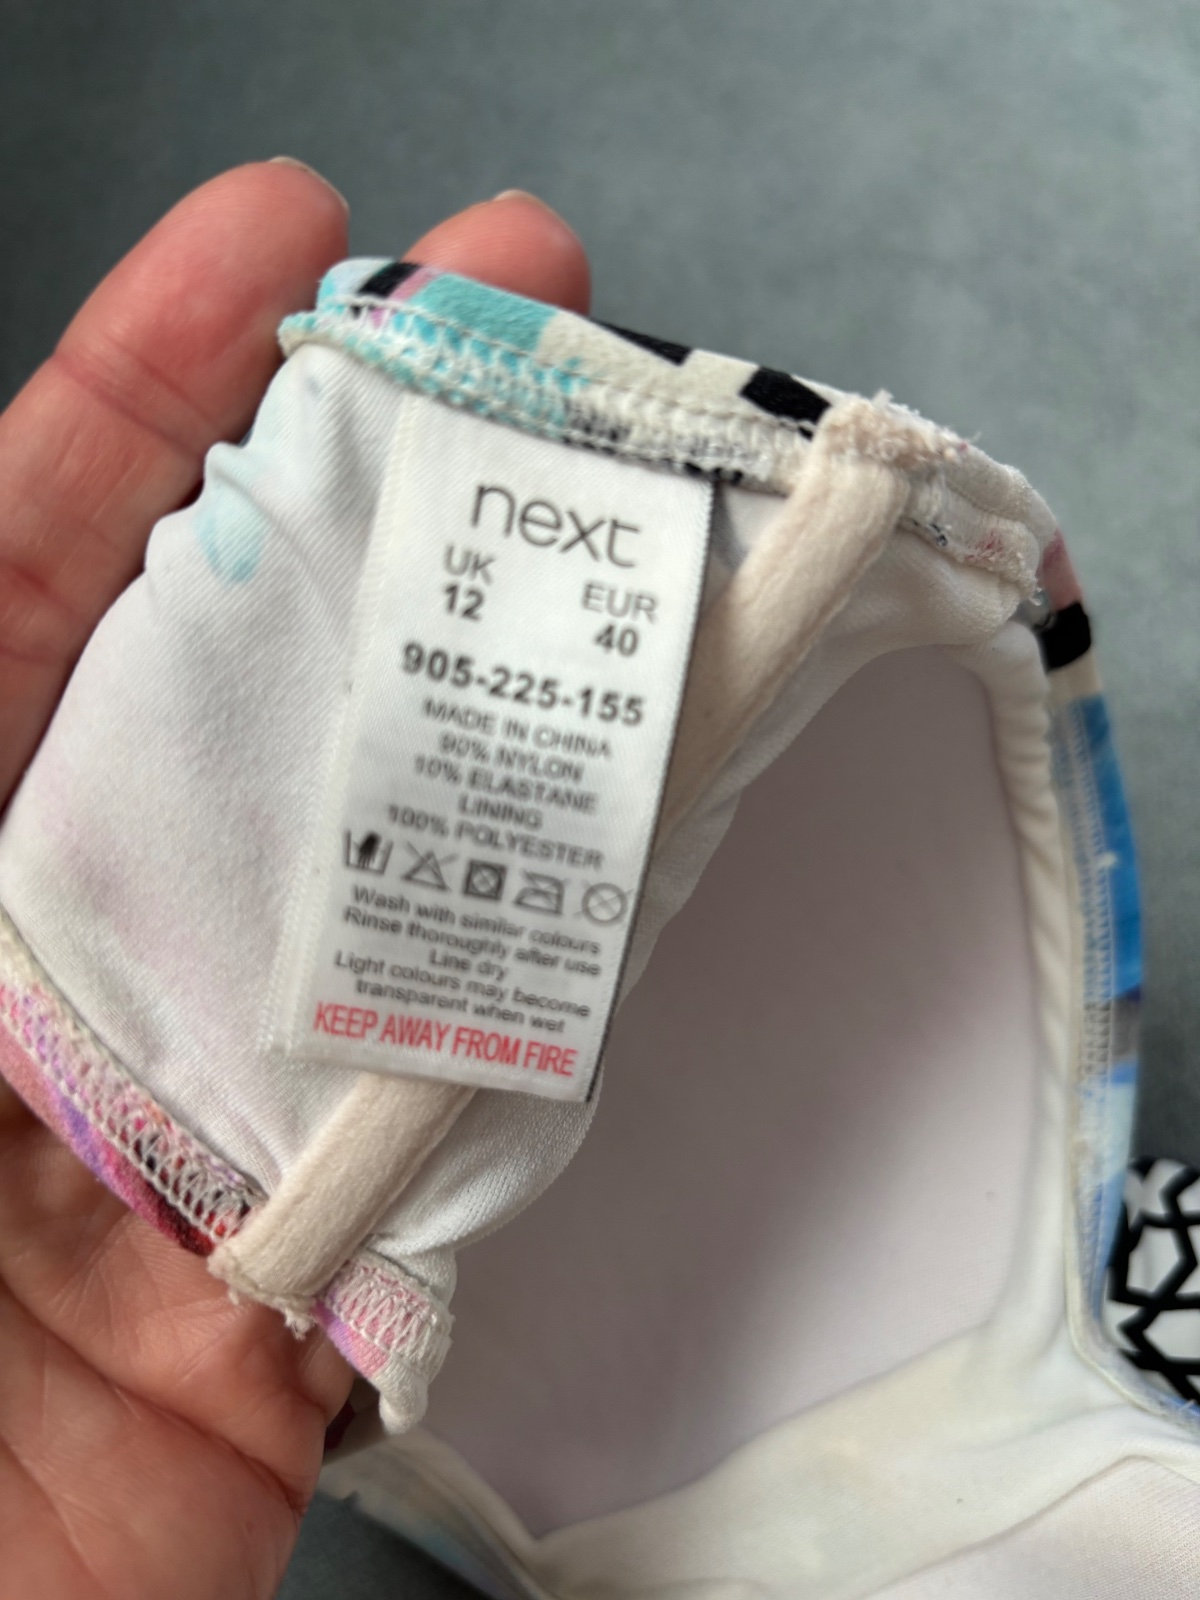 next
UK EUR
12 40
905-225-155
MADE IN CHINA
90% NYLON
10% ELASTANE
LINING
100% POLYESTER
Wash with similar colours
Rinse thoroughly after use
Line dry
Light colours may become
transparent when wet
KEEP AWAY FROM FIRE